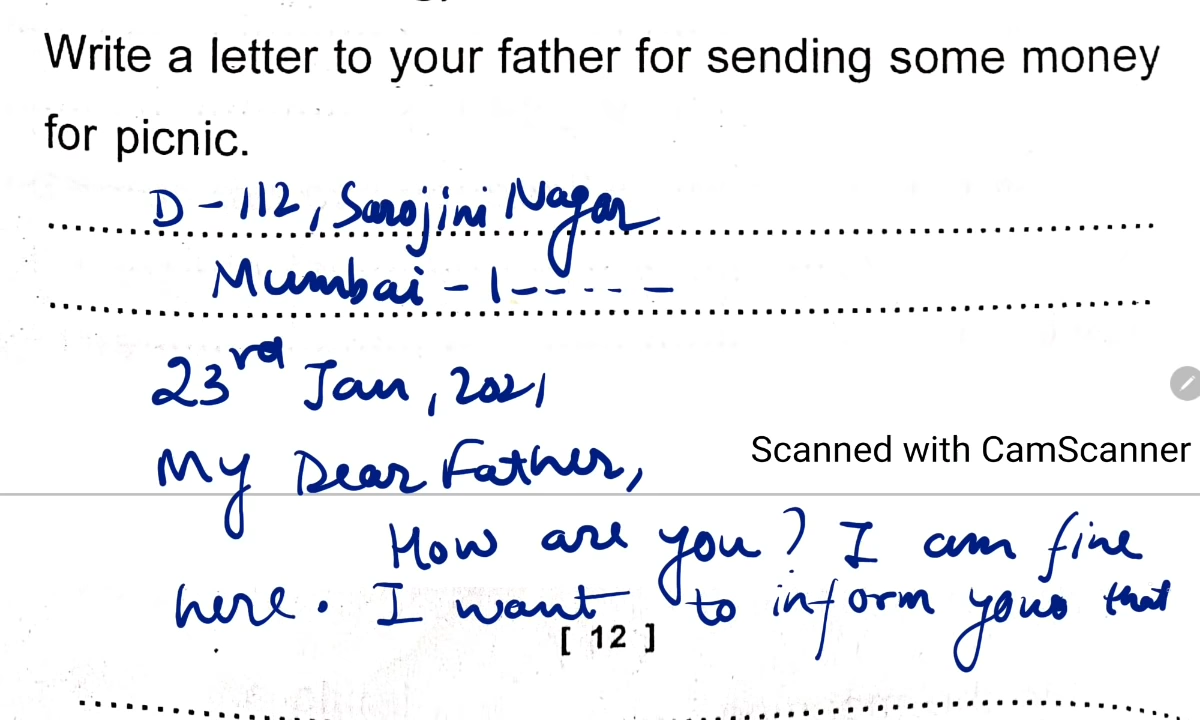 Write a letter to your father for sending some money
for picnic.
D-112, Sarojini Nagar
Mumbai - 1-----
23rd Jan, 2021
My Dear Father,
Scanned with CamScanner
How are you? I am fine
here. I want to inform you that
[ 12 ]